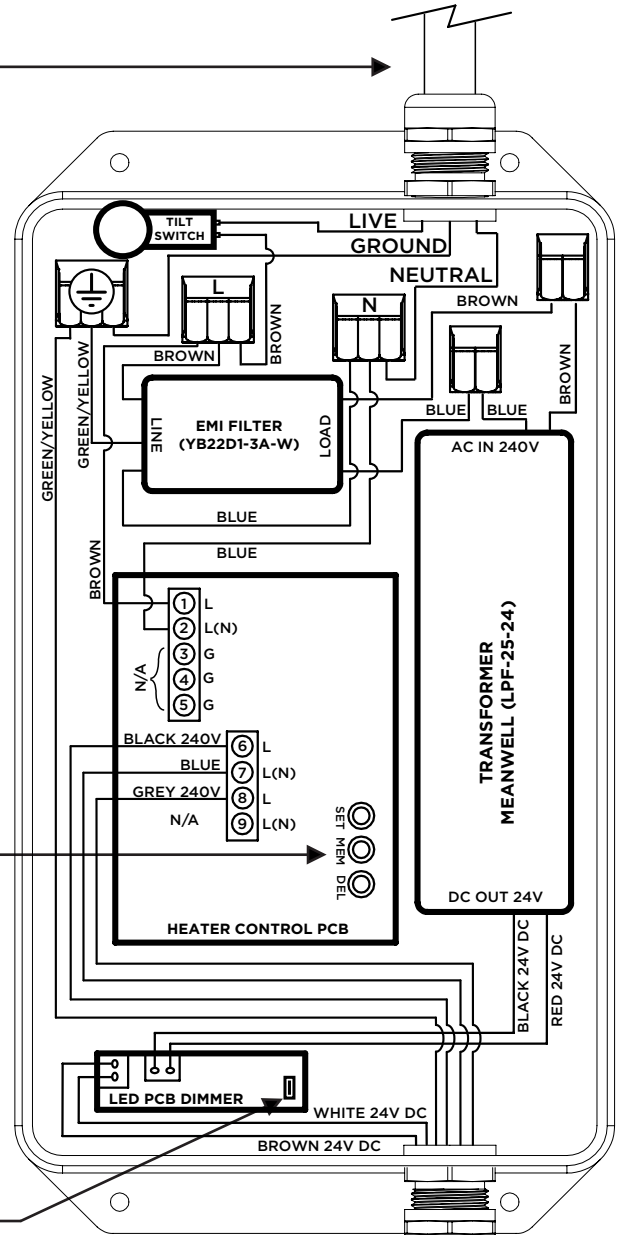 TILT
SWITCH
LIVE
GROUND
NEUTRAL
L
N
BROWN
BROWN
BROWN
BROWN
GREEN/YELLOW
GREEN/YELLOW
LINE
EMI FILTER
(YB22D1-3A-W)
LOAD
BLUE
BLUE
AC IN 240V
BLUE
BLUE
BROWN
1 L
2 L(N)
3 G
4 G
5 G
N/A
BLACK 240V
6 L
BLUE
7 L(N)
GREY 240V
8 L
N/A
9 L(N)
SET
MEM
DEL
HEATER CONTROL PCB
TRANSFORMER
MEANWELL (LPF-25-24)
DC OUT 24V
BLACK 24V DC
RED 24V DC
LED PCB DIMMER
WHITE 24V DC
BROWN 24V DC